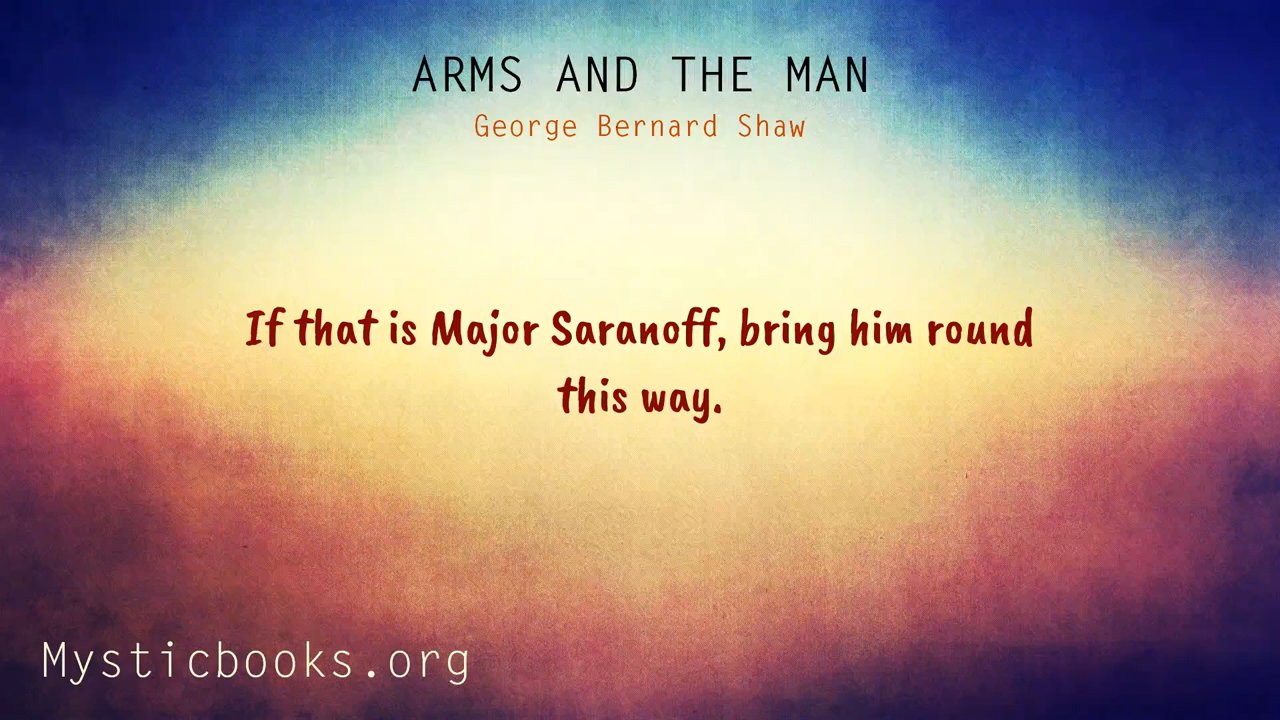 ARMS AND THE MAN
George Bernard Shaw
If that is Major Saranoff, bring him round
this way.
Mysticbooks.org